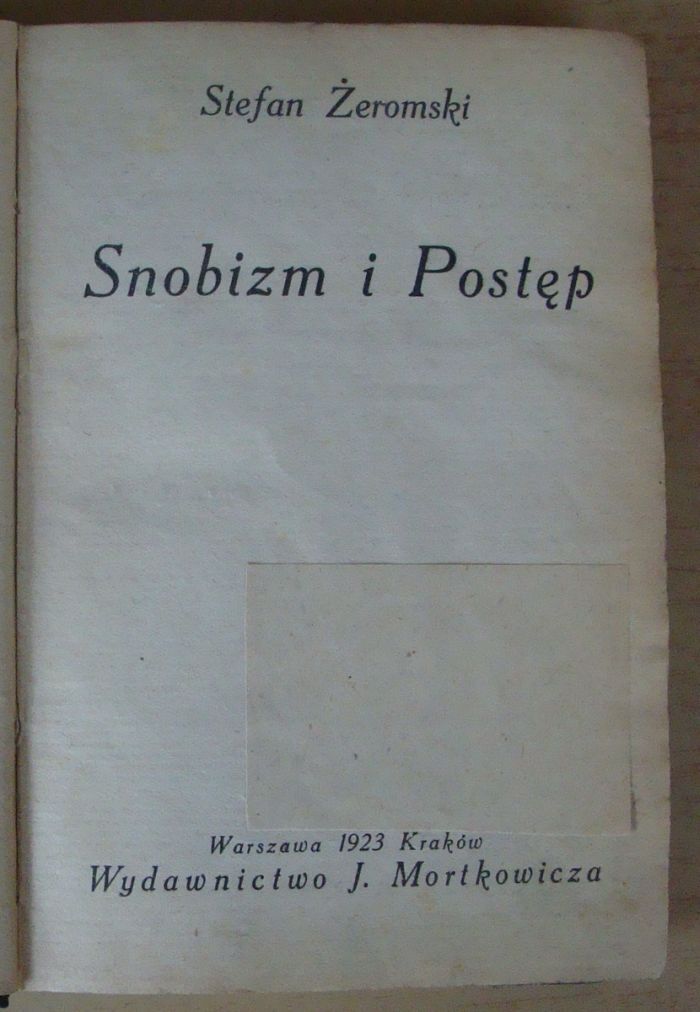 Stefan Żeromski
Snobizm i Postęp
Warszawa 1923 Kraków
Wydawnictwo J. Mortkowicza